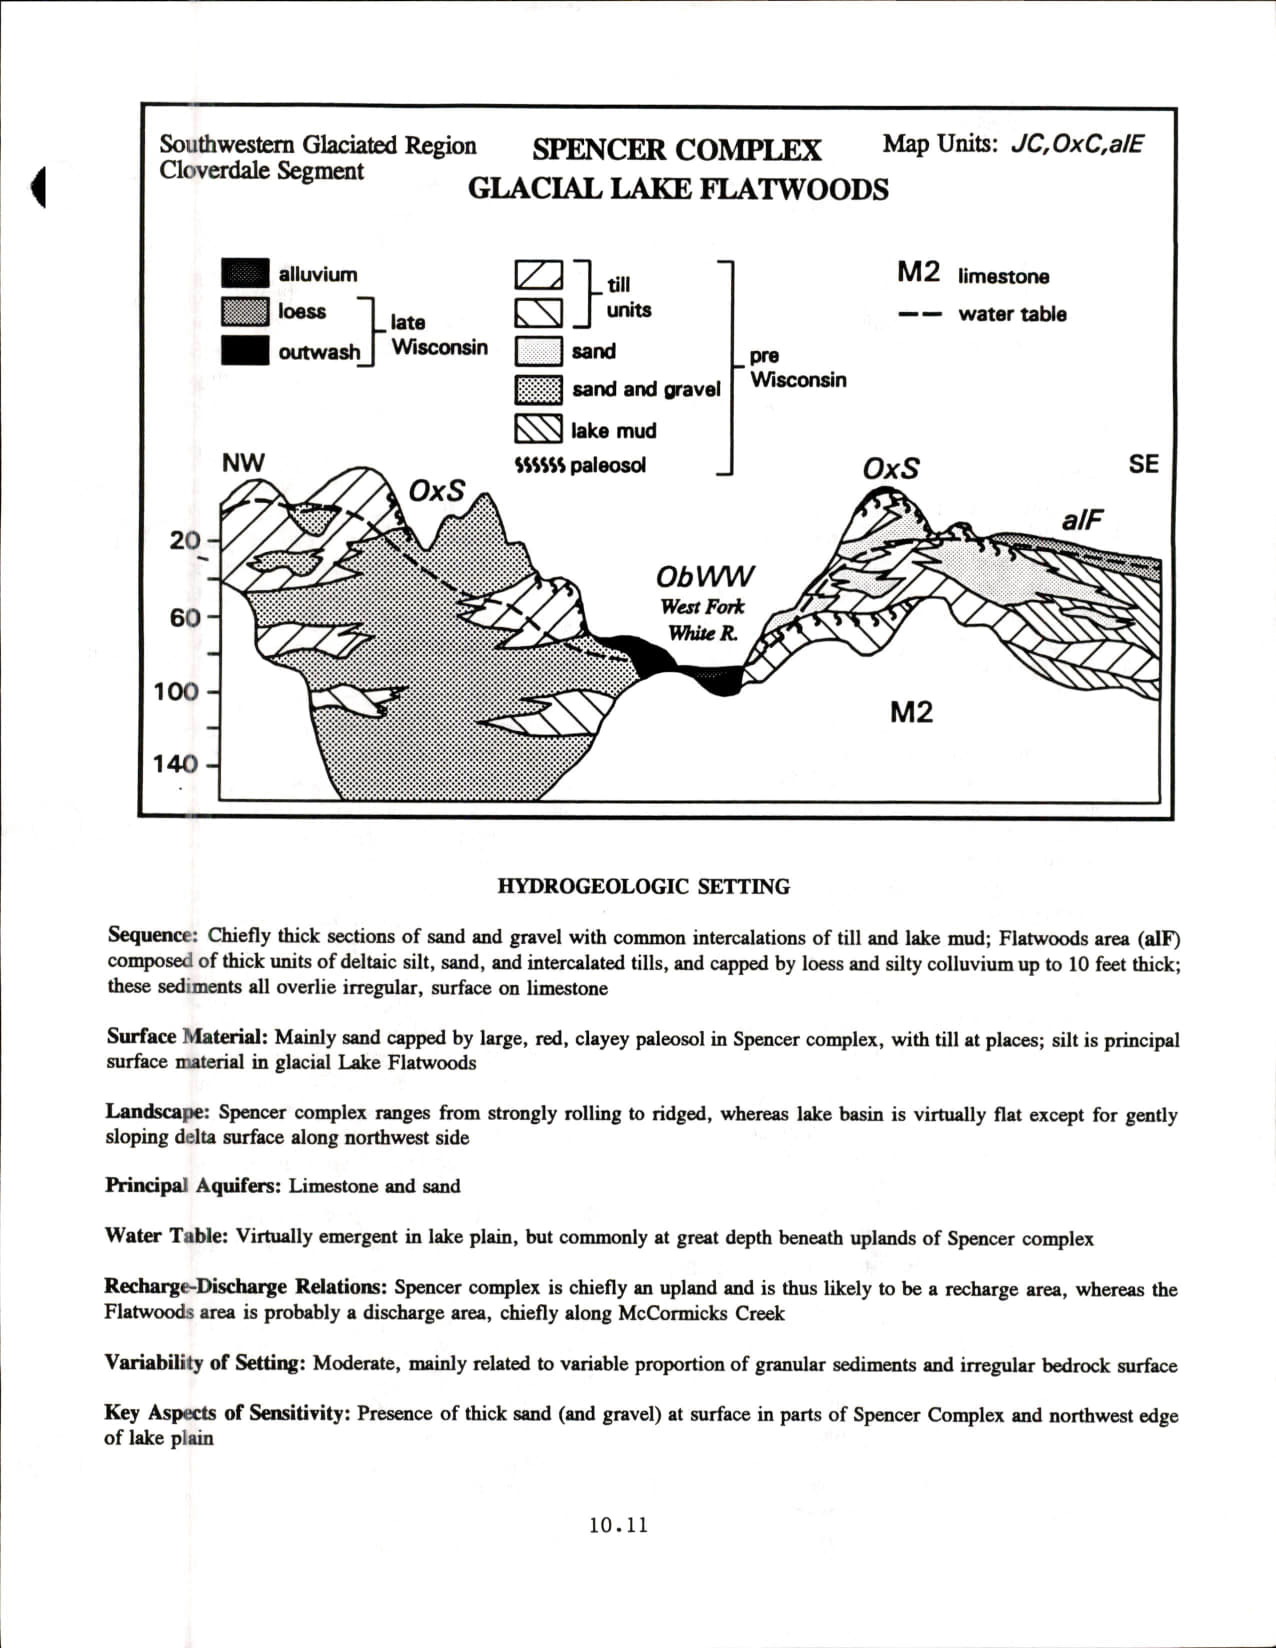 Southwestern Glaciated Region
Cloverdale Segment
SPENCER COMPLEX
GLACIAL LAKE FLATWOODS
Map Units: JC,OxC,alE
alluvium
loess
outwash
late
Wisconsin
till
units
sand
sand and gravel
lake mud
$$$$$$ paleosol
pre
Wisconsin
M2 limestone
water table
NW
OxS
OxS
SE
alF
ObWW
West Fork
White R.
20
60
100
140
M2
HYDROGEOLOGIC SETTING
Sequence: Chiefly thick sections of sand and gravel with common intercalations of till and lake mud; Flatwoods area (alF)
composed of thick units of deltaic silt, sand, and intercalated tills, and capped by loess and silty colluvium up to 10 feet thick;
these sediments all overlie irregular, surface on limestone
Surface Material: Mainly sand capped by large, red, clayey paleosol in Spencer complex, with till at places; silt is principal
surface material in glacial Lake Flatwoods
Landscape: Spencer complex ranges from strongly rolling to ridged, whereas lake basin is virtually flat except for gently
sloping delta surface along northwest side
Principal Aquifers: Limestone and sand
Water Table: Virtually emergent in lake plain, but commonly at great depth beneath uplands of Spencer complex
Recharge-Discharge Relations: Spencer complex is chiefly an upland and is thus likely to be a recharge area, whereas the
Flatwoods area is probably a discharge area, chiefly along McCormicks Creek
Variability of Setting: Moderate, mainly related to variable proportion of granular sediments and irregular bedrock surface
Key Aspects of Sensitivity: Presence of thick sand (and gravel) at surface in parts of Spencer Complex and northwest edge
of lake plain
10.11